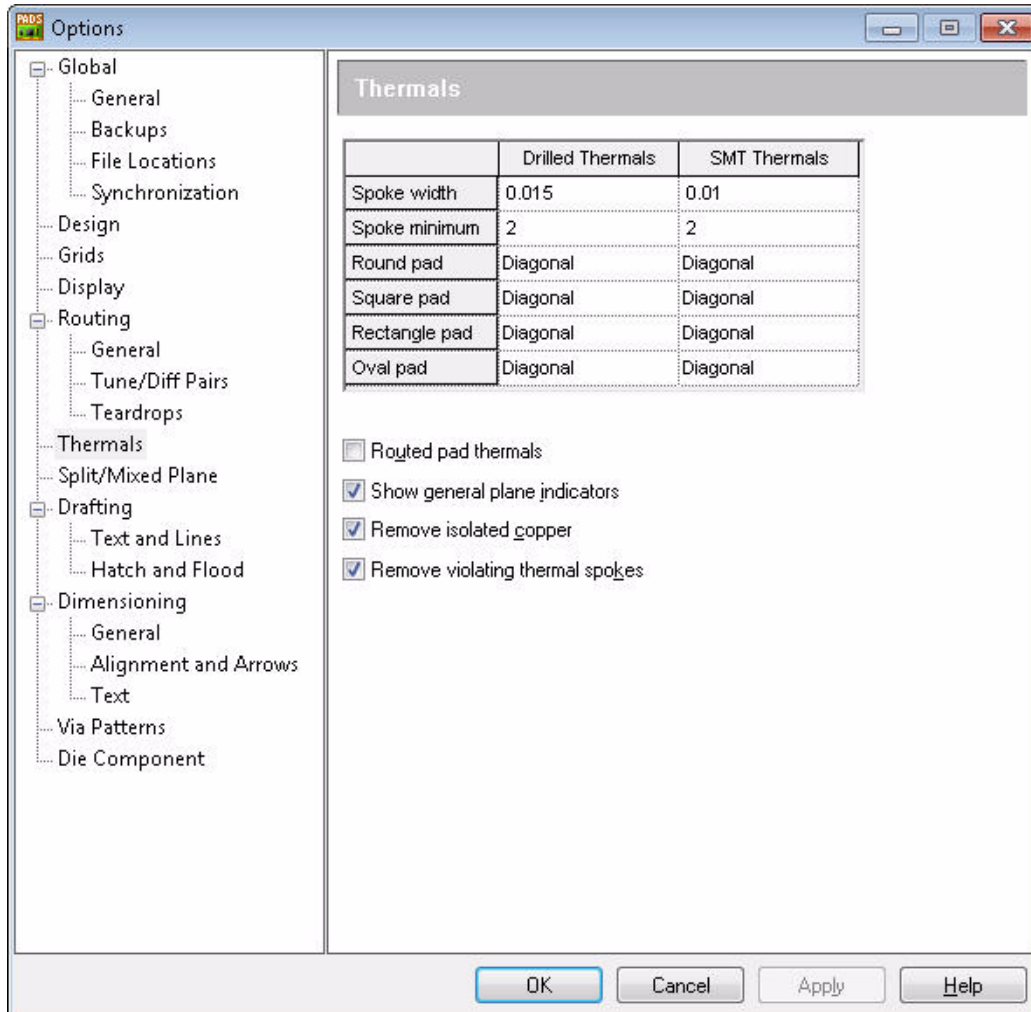 PADS
Options
Global
General
Backups
File Locations
Synchronization
Design
Grids
Display
Routing
General
Tune/Diff Pairs
Teardrops
Thermals
Split/Mixed Plane
Drafting
Text and Lines
Hatch and Flood
Dimensioning
General
Alignment and Arrows
Text
Via Patterns
Die Component
Thermals
Drilled Thermals SMT Thermals
Spoke width 0.015 0.01
Spoke minimum 2 2
Round pad Diagonal Diagonal
Square pad Diagonal Diagonal
Rectangle pad Diagonal Diagonal
Oval pad Diagonal Diagonal
Routed pad thermals
Show general plane indicators
Remove isolated copper
Remove violating thermal spokes
OK Cancel Apply Help